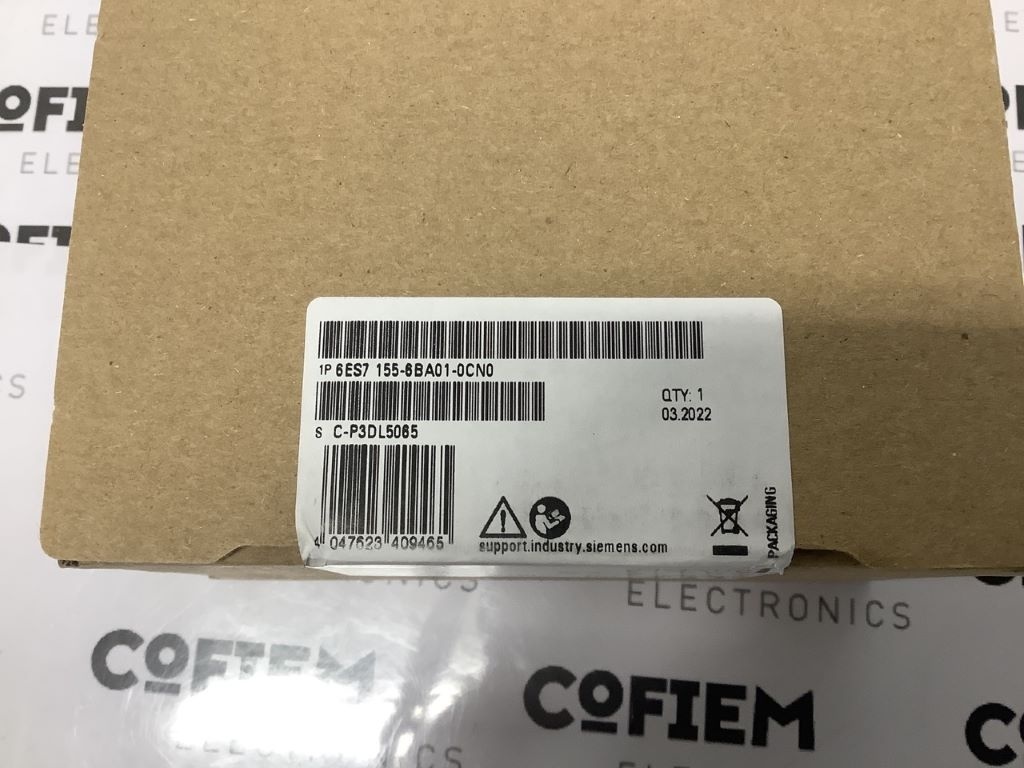 ELE
OFI
ELE
1P 6ES7 155-6BA01-0CN0
QTY: 1
03.2022
S C-P3DL5065
4 047623 409465
support.industry.siemens.com
PACKAGING
ELECTRONICS
COFIEM
COFIEM
ELECTRONICS